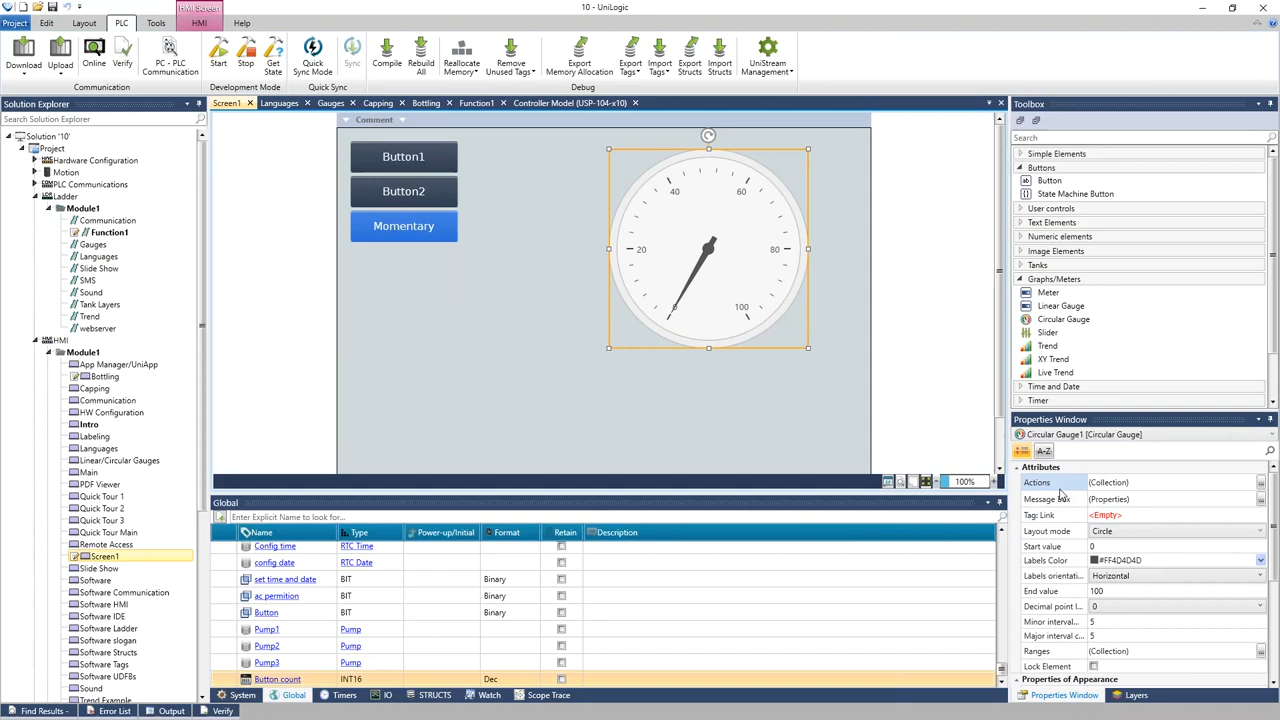 10 - UniLogic
HMI Screen
Project Edit Layout PLC Tools HMI Help
Download Upload Online Verify PC - PLC Communication Start Stop Get State Quick Sync Mode Sync Compile Rebuild All Reallocate Memory Remove Unused Tags Export Memory Allocation Export Tags Import Tags Export Structs Import Structs UniStream Management
Communication Development Mode Quick Sync Debug
Solution Explorer
Search Solution Explorer
Solution '10'
Project
Hardware Configuration
Motion
PLC Communications
Ladder
Module1
Communication
Function1
Gauges
Languages
Slide Show
SMS
Sound
Tank Layers
Trend
webserver
HMI
Module1
App Manager/UniApp
Bottling
Capping
Communication
HW Configuration
Intro
Labeling
Languages
Linear/Circular Gauges
Main
PDF Viewer
Quick Tour 1
Quick Tour 2
Quick Tour 3
Quick Tour Main
Remote Access
Screen1
Slide Show
Software
Software Communication
Software HMI
Software IDE
Software Ladder
Software slogan
Software Structs
Software Tags
Software UDFBs
Sound
Trend Example
Screen1 Languages Gauges Capping Bottling Function1 Controller Model (USP-104-x10)
Comment
Button1
Button2
Momentary
0 20 40 60 80 100
100%
Global
Enter Explicit Name to look for...
Name Type Power-up/Initial Format Retain Description
Config time RTC Time
config date RTC Date
set time and date BIT Binary
ac permition BIT Binary
Button BIT Binary
Pump1 Pump
Pump2 Pump
Pump3 Pump
Button count INT16 Dec
System Global Timers IO STRUCTS Watch Scope Trace
Toolbox
Search
Simple Elements
Buttons
Button
State Machine Button
User controls
Text Elements
Numeric elements
Image Elements
Tanks
Graphs/Meters
Meter
Linear Gauge
Circular Gauge
Slider
Trend
XY Trend
Live Trend
Time and Date
Timer
Properties Window
Circular Gauge1 [Circular Gauge]
A-Z
Attributes
Actions (Collection)
Message (Properties)
Tag: Link <Empty>
Layout mode Circle
Start value 0
Labels Color #FF4D4D4D
Labels orientati... Horizontal
End value 100
Decimal point l... 0
Minor interval... 5
Major interval c... 5
Ranges (Collection)
Lock Element
Properties of Appearance
Properties Window Layers
Find Results - Error List Output Verify